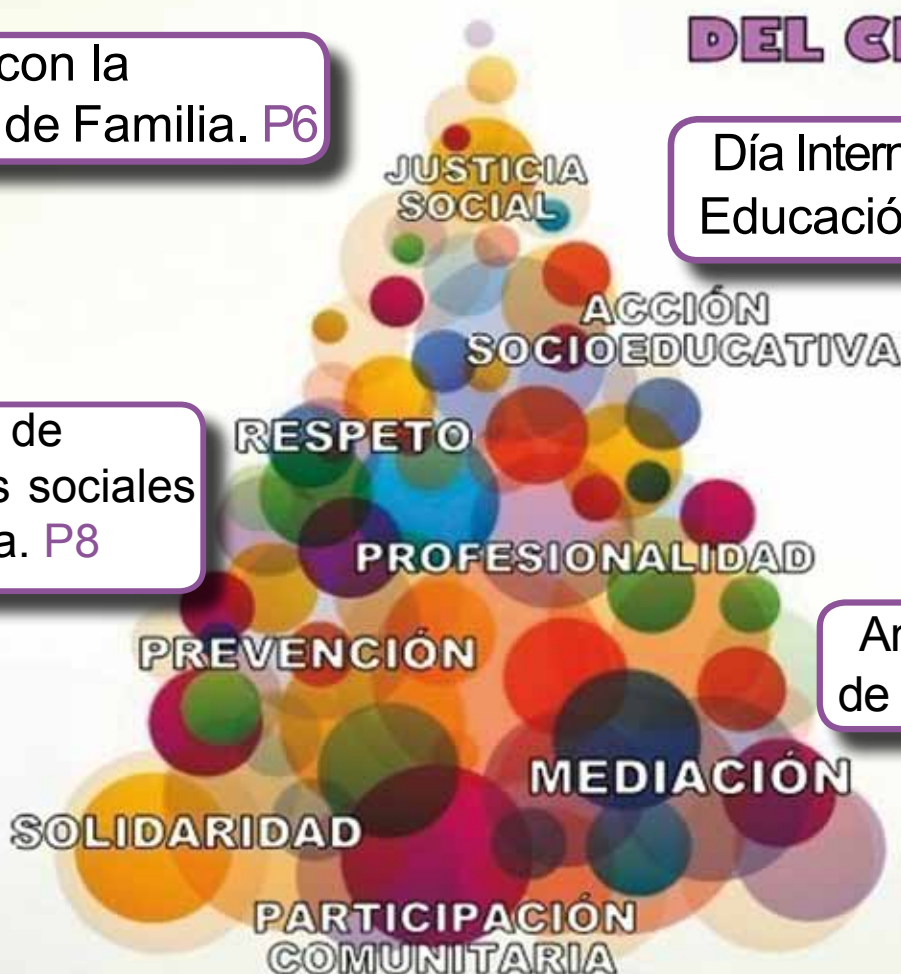 DEL
con la
de Familia. P6
JUSTICIA
SOCIAL
Día
Educació
ACCIÓN
SOCIOEDUCATIVA
de
s sociales
a. P8
RESPETO
PROFESIONALIDAD
PREVENCIÓN
de
MEDIACIÓN
SOLIDARIDAD
PARTICIPACIÓN
COMUNITARIA